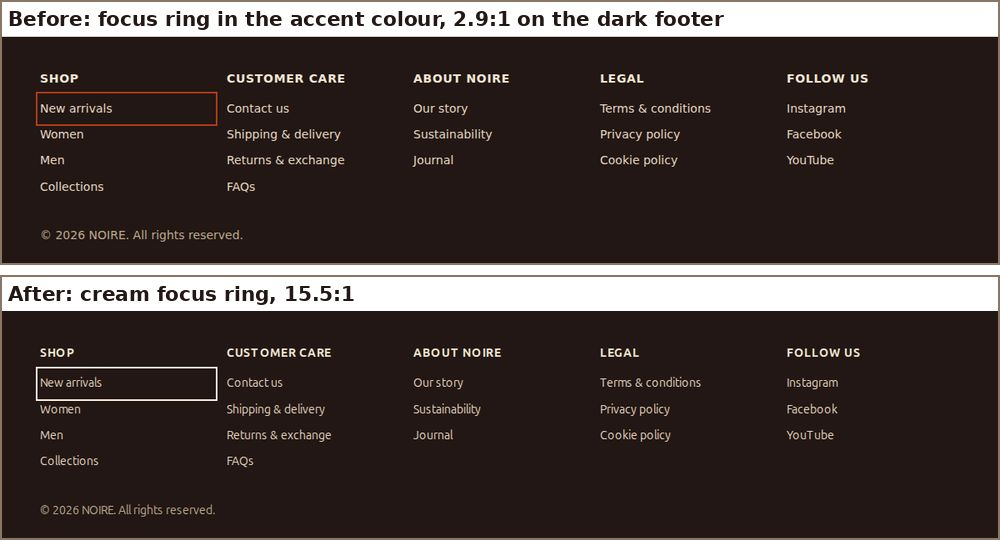 Before: focus ring in the accent colour, 2.9:1 on the dark footer
SHOP CUSTOMER CARE ABOUT NOIRE LEGAL FOLLOW US
New arrivals Contact us Our story Terms & conditions Instagram
Women Shipping & delivery Sustainability Privacy policy Facebook
Men Returns & exchange Journal Cookie policy YouTube
Collections FAQs
© 2026 NOIRE. All rights reserved.
After: cream focus ring, 15.5:1
SHOP CUSTOMER CARE ABOUT NOIRE LEGAL FOLLOW US
New arrivals Contact us Our story Terms & conditions Instagram
Women Shipping & delivery Sustainability Privacy policy Facebook
Men Returns & exchange Journal Cookie policy YouTube
Collections FAQs
© 2026 NOIRE. All rights reserved.